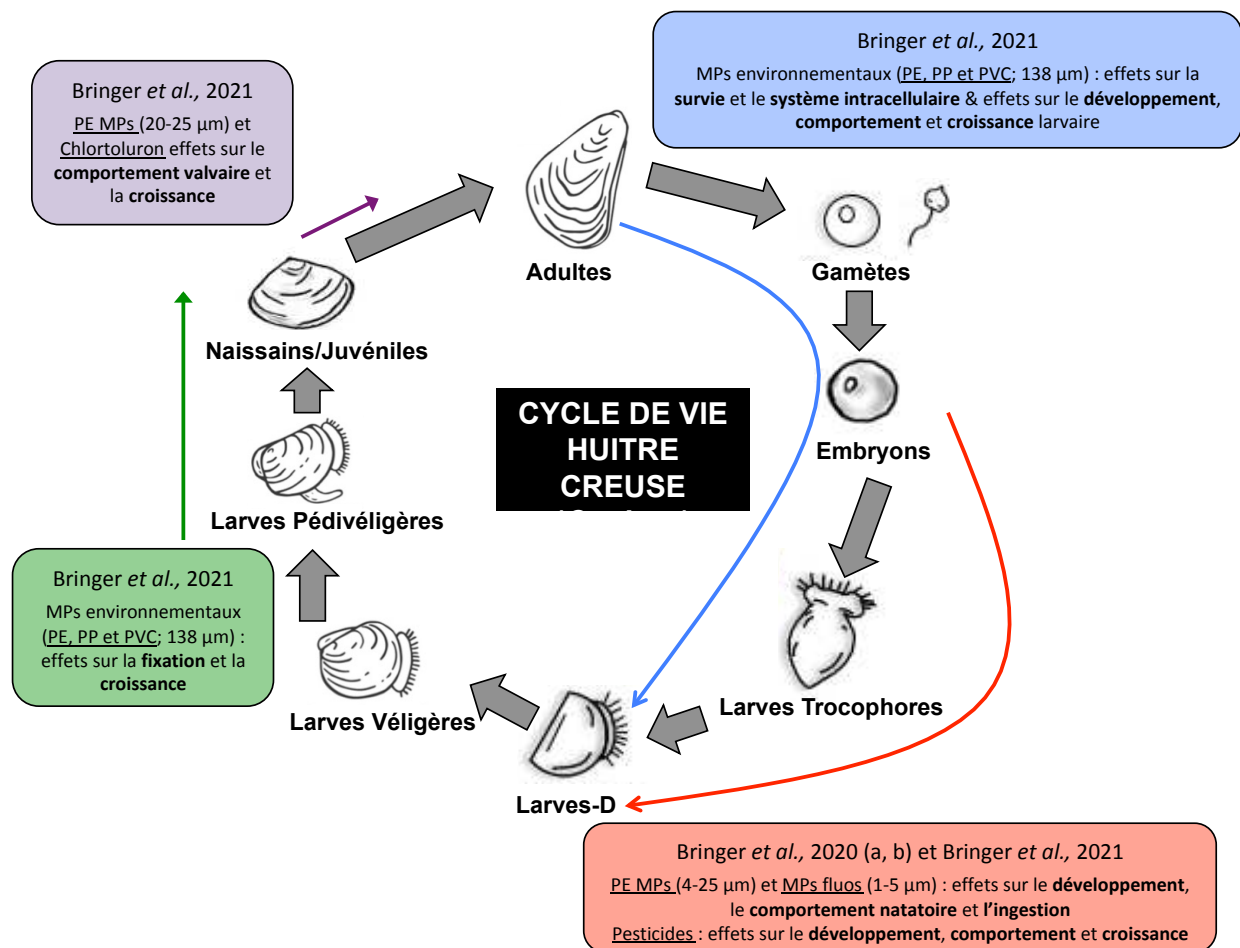 Bringer et al., 2021
MPs environnementaux (PE, PP et PVC; 138 µm) : effets sur la
survie et le système intracellulaire & effets sur le développement,
comportement et croissance larvaire
Bringer et al., 2021
PE MPs (20-25 µm) et
Chlortoluron effets sur le
comportement valvaire et
la croissance
Adultes
Gamètes
Naissains/Juvéniles
CYCLE DE VIE
HUITRE
CREUSE
Embryons
Larves Pédivéligères
Bringer et al., 2021
MPs environnementaux
(PE, PP et PVC; 138 µm) :
effets sur la fixation et la
croissance
Larves Véligères
Larves Trocophores
Larves-D
Bringer et al., 2020 (a, b) et Bringer et al., 2021
PE MPs (4-25 µm) et MPs fluos (1-5 µm) : effets sur le développement,
le comportement natatoire et l’ingestion
Pesticides : effets sur le développement, comportement et croissance